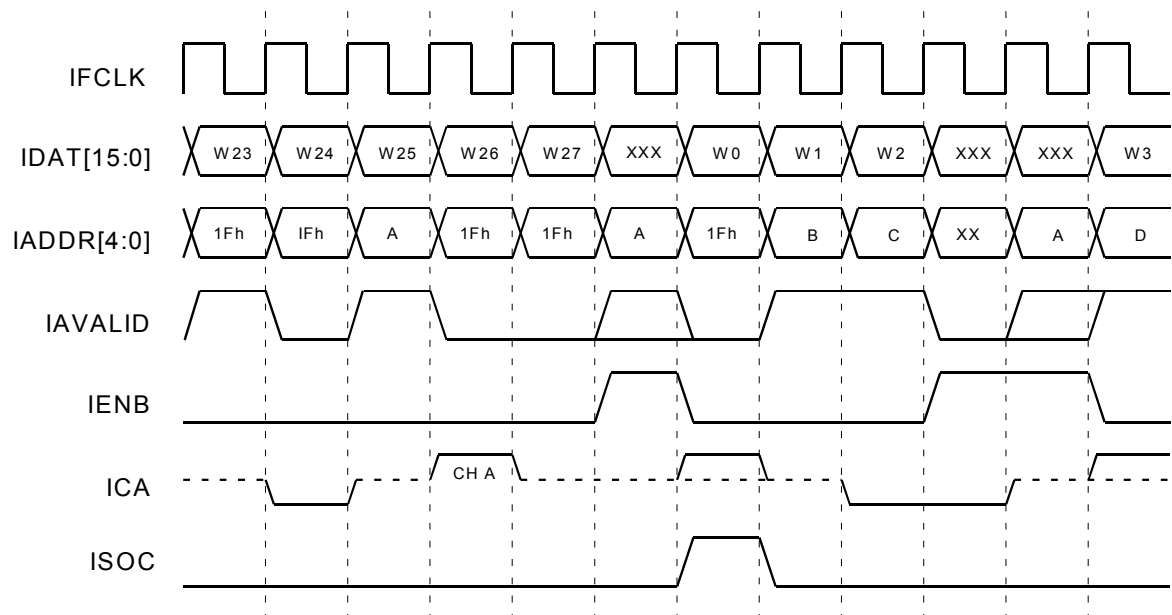 IFCLK
IDAT[15:0] W23 W24 W25 W26 W27 XXX W0 W1 W2 XXX XXX W3
IADDR[4:0] 1Fh IFh A 1Fh 1Fh A 1Fh B C XX A D
IAVALID
IENB
ICA CH A
ISOC